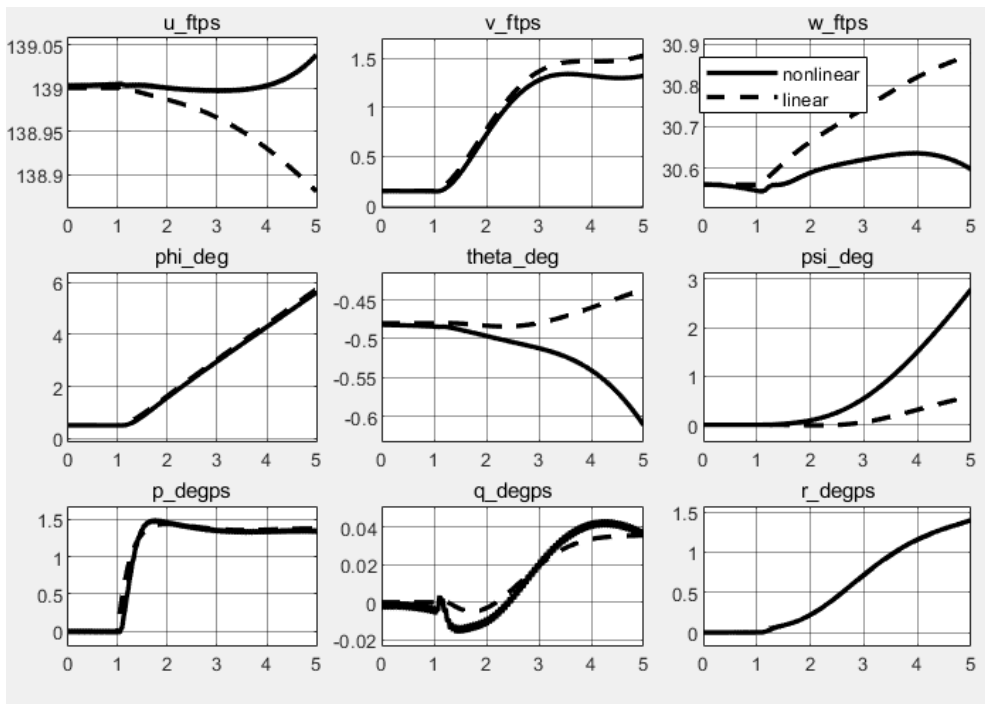 u_ftps
139.05
139
138.95
138.9
0 1 2 3 4 5
v_ftps
1.5
1
0.5
0
0 1 2 3 4 5
w_ftps
30.9
30.8
30.7
30.6
nonlinear
linear
0 1 2 3 4 5
phi_deg
6
4
2
0
0 1 2 3 4 5
theta_deg
-0.45
-0.5
-0.55
-0.6
0 1 2 3 4 5
psi_deg
3
2
1
0
0 1 2 3 4 5
p_degps
1.5
1
0.5
0
0 1 2 3 4 5
q_degps
0.04
0.02
0
-0.02
0 1 2 3 4 5
r_degps
1.5
1
0.5
0
0 1 2 3 4 5